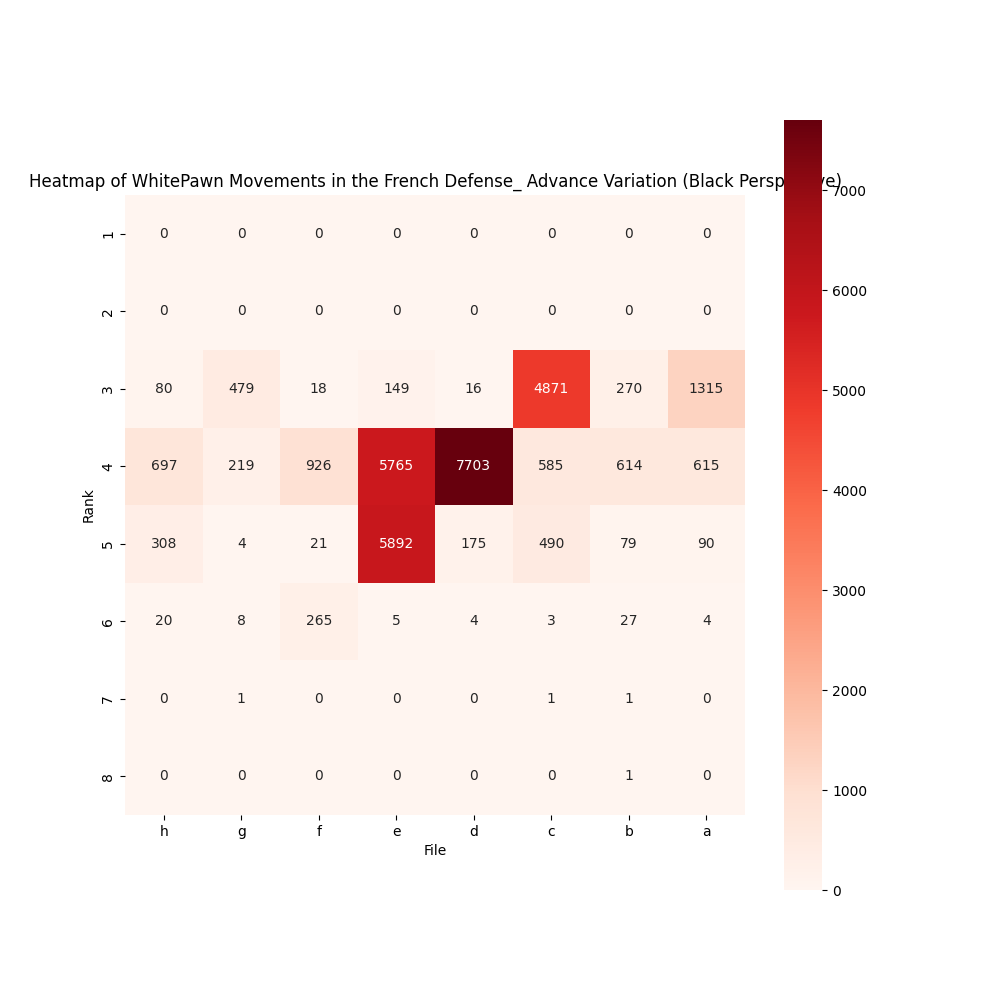 Heatmap of WhitePawn Movements in the French Defense_ Advance Variation (Black Persp ve)
7000
1 0 0 0 0 0 0 0 0
6000
2 0 0 0 0 0 0 0 0
5000
3 80 479 18 149 16 4871 270 1315
4 697 219 926 5765 7703 585 614 615
4000
Rank
5 308 4 21 5892 175 490 79 90
3000
6 20 8 265 5 4 3 27 4
2000
7 0 1 0 0 0 1 1 0
8 0 0 0 0 0 0 1 0
1000
h g f e d c b a
File
0